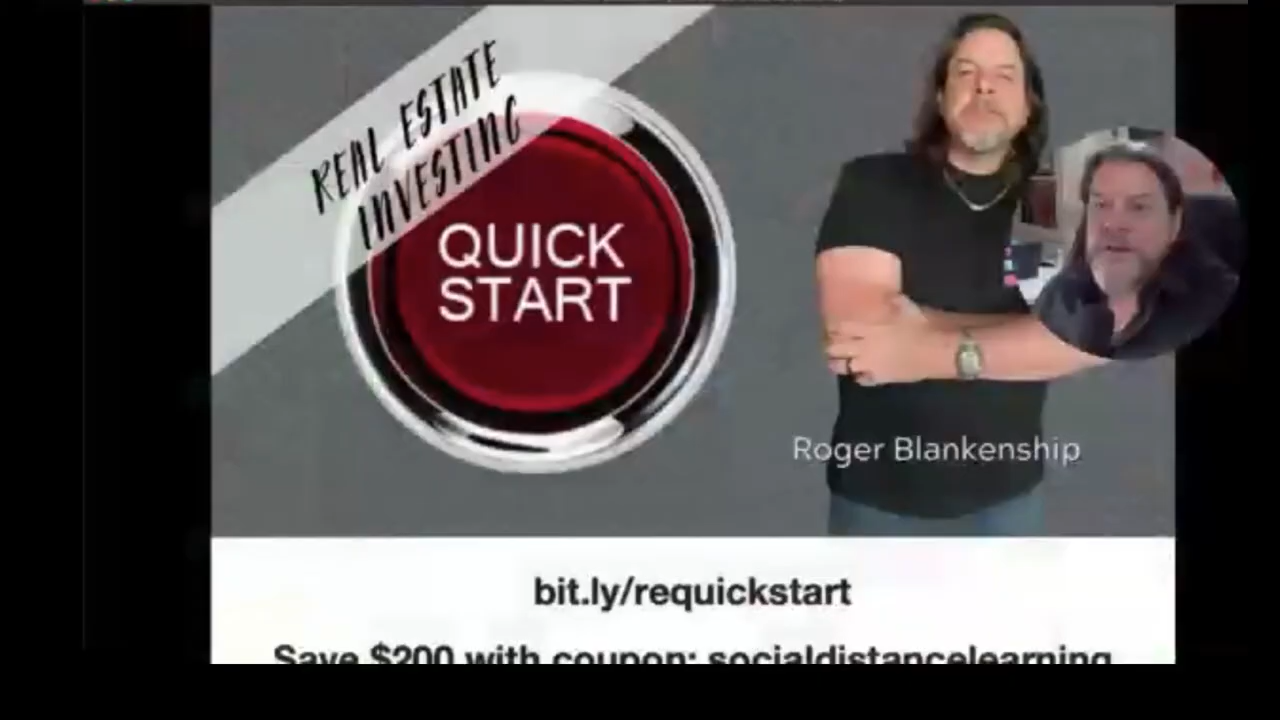 REAL ESTATE
INVESTING
QUICK
START
Roger Blankenship
bit.ly/requickstart
Save $200 with coupon: socialdistancelearning